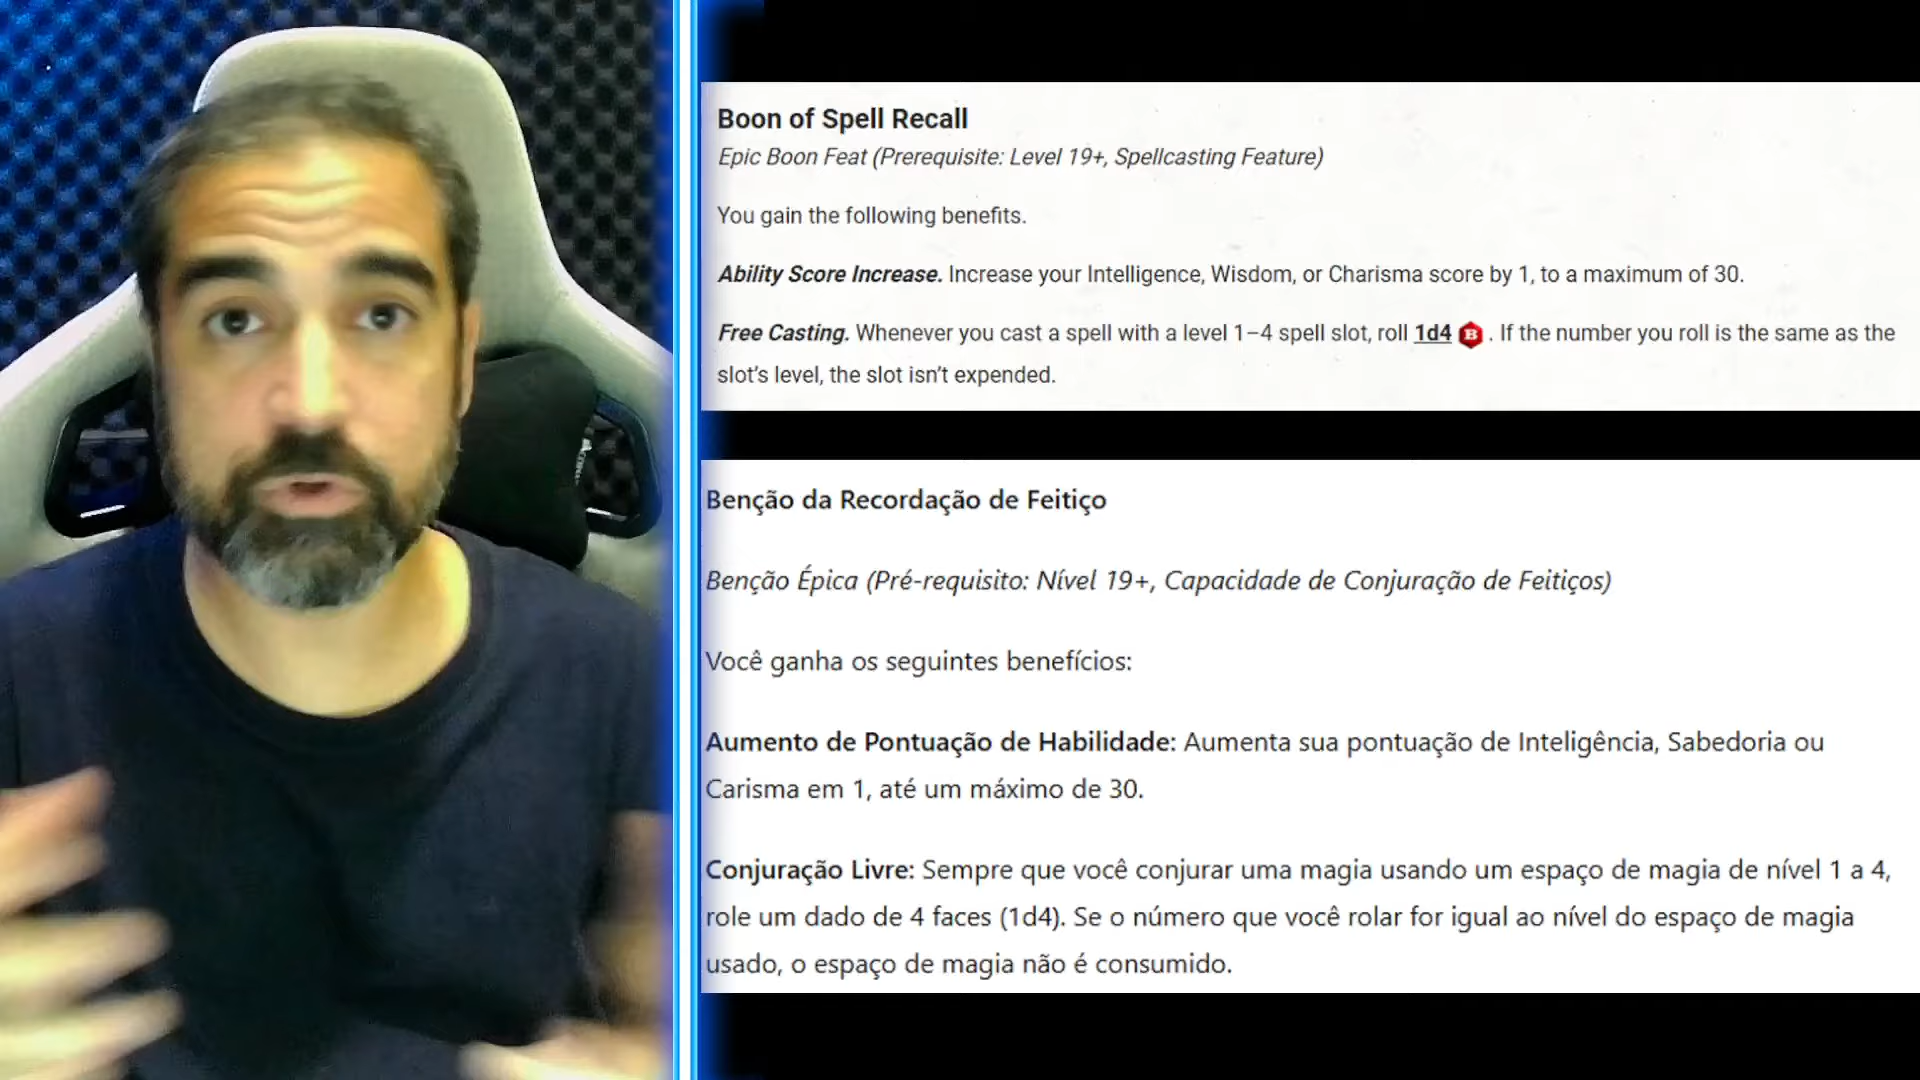 Boon of Spell Recall
Epic Boon Feat (Prerequisite: Level 19+, Spellcasting Feature)
You gain the following benefits.
Ability Score Increase. Increase your Intelligence, Wisdom, or Charisma score by 1, to a maximum of 30.
Free Casting. Whenever you cast a spell with a level 1–4 spell slot, roll 1d4 B . If the number you roll is the same as the
slot's level, the slot isn't expended.
Benção da Recordação de Feitiço
Benção Épica (Pré-requisito: Nível 19+, Capacidade de Conjuração de Feitiços)
Você ganha os seguintes benefícios:
Aumento de Pontuação de Habilidade: Aumenta sua pontuação de Inteligência, Sabedoria ou
Carisma em 1, até um máximo de 30.
Conjuração Livre: Sempre que você conjurar uma magia usando um espaço de magia de nível 1 a 4,
role um dado de 4 faces (1d4). Se o número que você rolar for igual ao nível do espaço de magia
usado, o espaço de magia não é consumido.